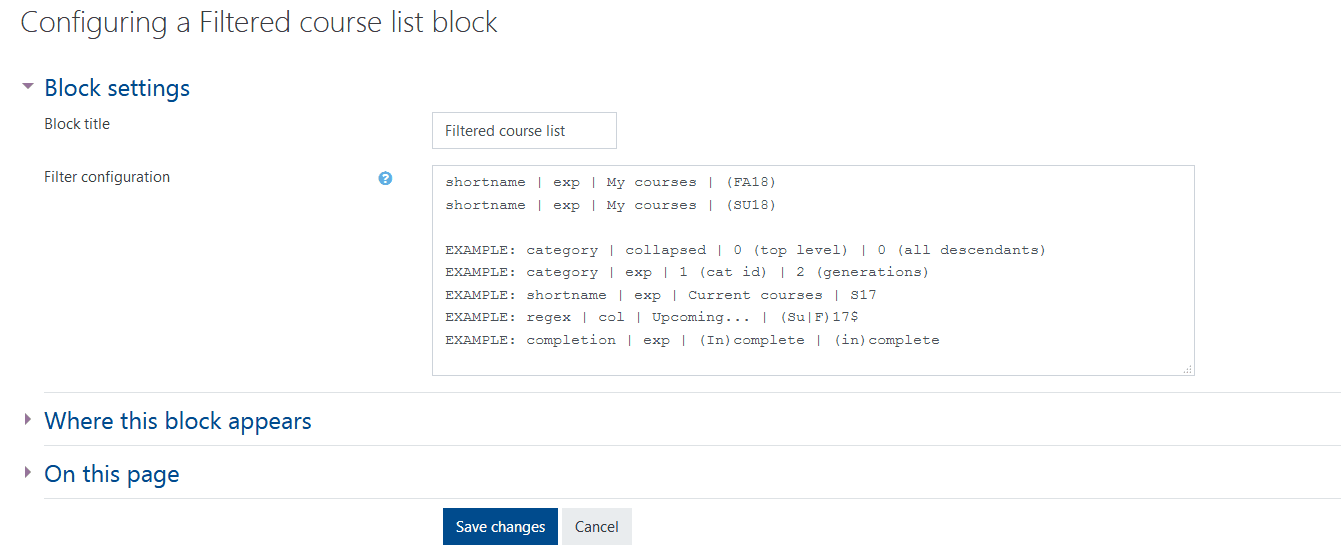 Configuring a Filtered course list block
Block settings
Block title
Filtered course list
Filter configuration
shortname | exp | My courses | (FA18)
shortname | exp | My courses | (SU18)
EXAMPLE: category | collapsed | 0 (top level) | 0 (all descendants)
EXAMPLE: category | exp | 1 (cat id) | 2 (generations)
EXAMPLE: shortname | exp | Current courses | S17
EXAMPLE: regex | col | Upcoming... | (Su|F)17$
EXAMPLE: completion | exp | (In)complete | (in)complete
Where this block appears
On this page
Save changes
Cancel